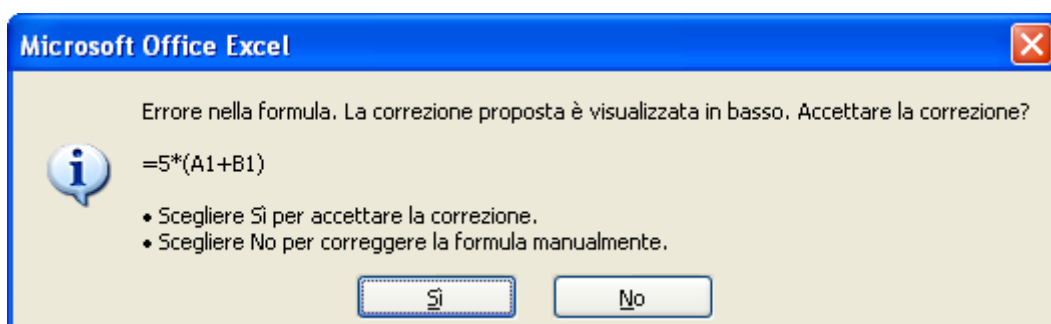 Microsoft Office Excel
Errore nella formula. La correzione proposta è visualizzata in basso. Accettare la correzione?
=5*(A1+B1)
• Scegliere Sì per accettare la correzione.
• Scegliere No per correggere la formula manualmente.
Sì No